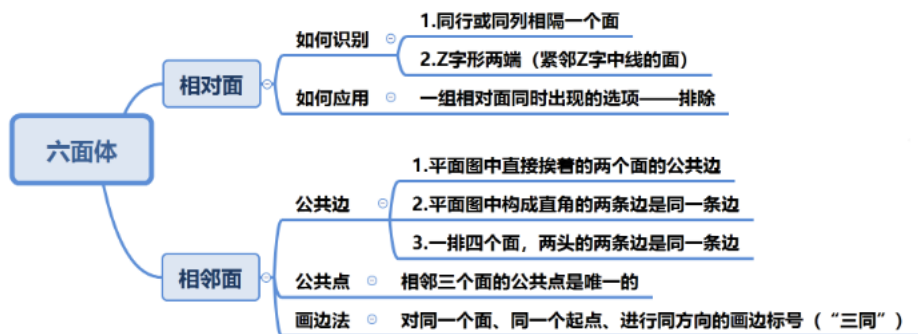 六面体
相对面
如何识别
1.同行或同列相隔一个面
2.Z字形两端（紧邻Z字中线的面）
如何应用
一组相对面同时出现的选项——排除
相邻面
公共边
1.平面图中直接挨着的两个面的公共边
2.平面图中构成直角的两条边是同一条边
3.一排四个面，两头的两条边是同一条边
公共点
相邻三个面的公共点是唯一的
画边法
对同一个面、同一个起点、进行同方向的画边标号（“三同”）